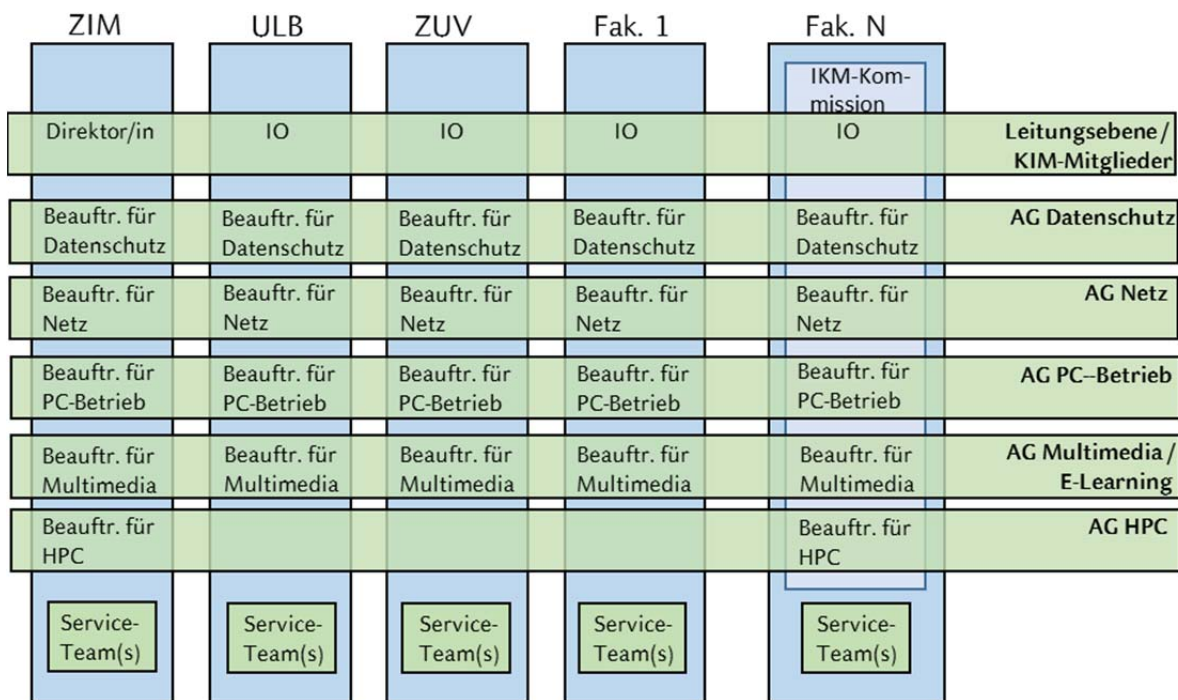 ZIM ULB ZUV Fak. 1 Fak. N
IKM-Kom-
mission
Direktor/in IO IO IO IO Leitungsebene /
KIM-Mitglieder
Beauftr. für Beauftr. für Beauftr. für Beauftr. für Beauftr. für AG Datenschutz
Datenschutz Datenschutz Datenschutz Datenschutz Datenschutz
Beauftr. für Beauftr. für Beauftr. für Beauftr. für Beauftr. für AG Netz
Netz Netz Netz Netz Netz
Beauftr. für Beauftr. für Beauftr. für Beauftr. für Beauftr. für AG PC--Betrieb
PC-Betrieb PC-Betrieb PC-Betrieb PC-Betrieb PC-Betrieb
Beauftr. für Beauftr. für Beauftr. für Beauftr. für Beauftr. für AG Multimedia /
Multimedia Multimedia Multimedia Multimedia Multimedia E-Learning
Beauftr. für Beauftr. für AG HPC
HPC HPC
Service- Service- Service- Service- Service-
Team(s) Team(s) Team(s) Team(s) Team(s)